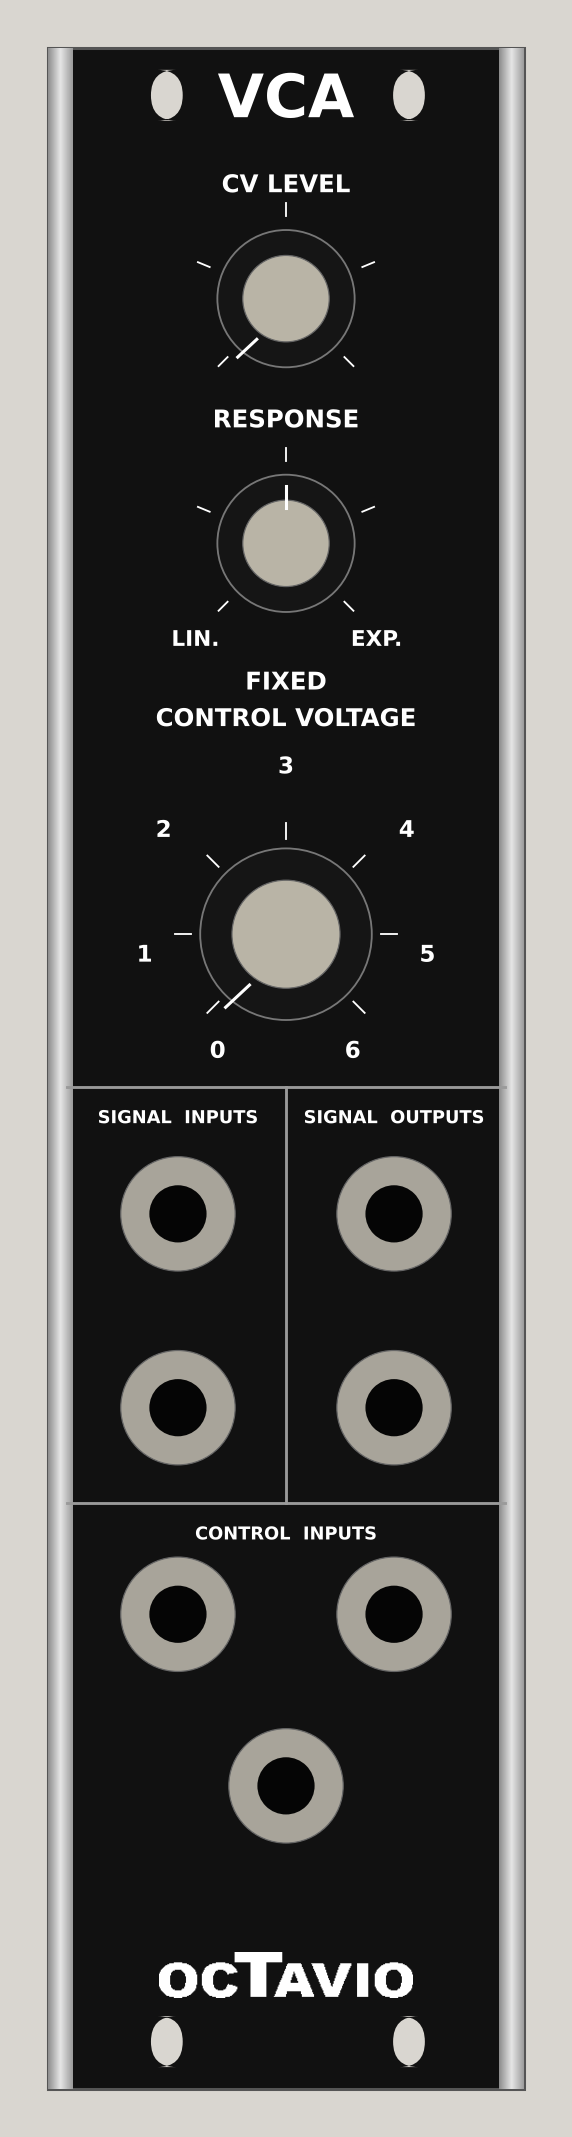 VCA
CV LEVEL
RESPONSE
LIN. EXP.
FIXED
CONTROL VOLTAGE
3
2 4
1 5
0 6
SIGNAL INPUTS SIGNAL OUTPUTS
CONTROL INPUTS
OCTAVIO